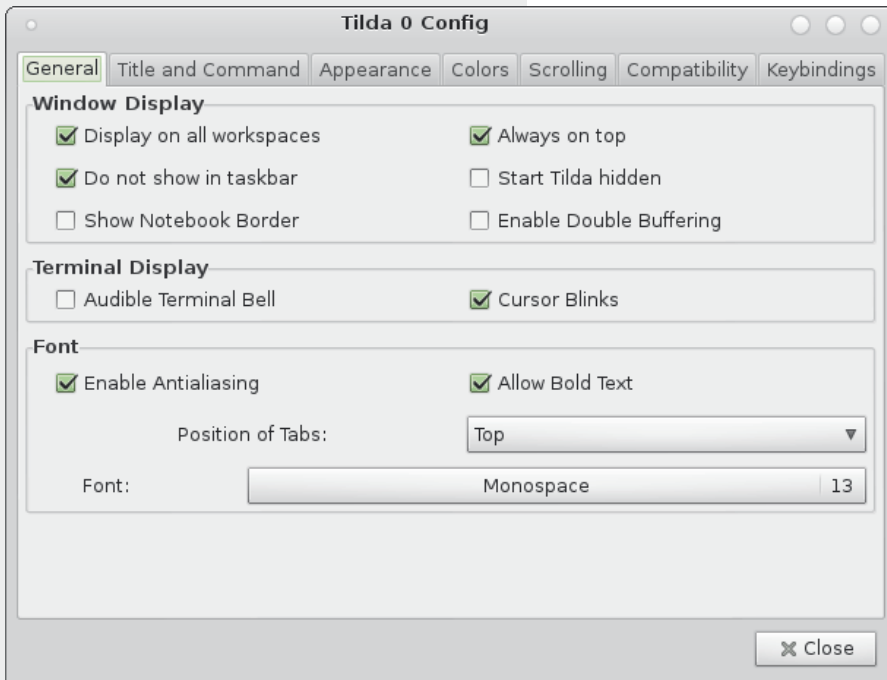 Tilda 0 Config
General Title and Command Appearance Colors Scrolling Compatibility Keybindings
Window Display
Display on all workspaces Always on top
Do not show in taskbar Start Tilda hidden
Show Notebook Border Enable Double Buffering
Terminal Display
Audible Terminal Bell Cursor Blinks
Font
Enable Antialiasing Allow Bold Text
Position of Tabs: Top
Font: Monospace 13
Close